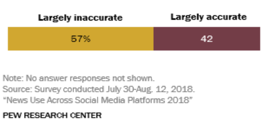 Largely inaccurate Largely accurate
57% 42
Note: No answer responses not shown.
Source: Survey conducted July 30-Aug. 12, 2018.
“News Use Across Social Media Platforms 2018”
PEW RESEARCH CENTER